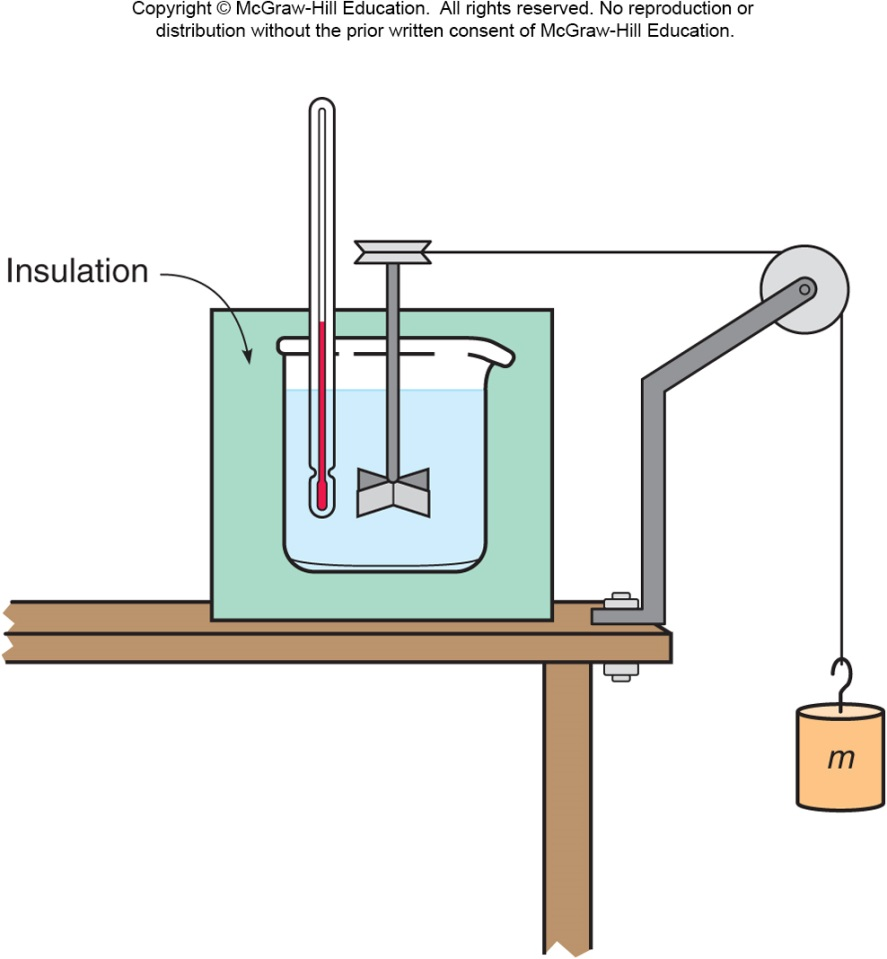 Copyright © McGraw-Hill Education.  All rights reserved. No reproduction or
distribution without the prior written consent of McGraw-Hill Education.
Insulation
m